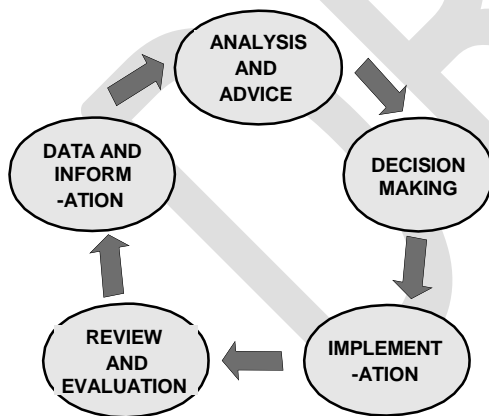 ANALYSIS
AND
ADVICE
DECISION
MAKING
IMPLEMENT
-ATION
REVIEW
AND
EVALUATION
DATA AND
INFORM
-ATION